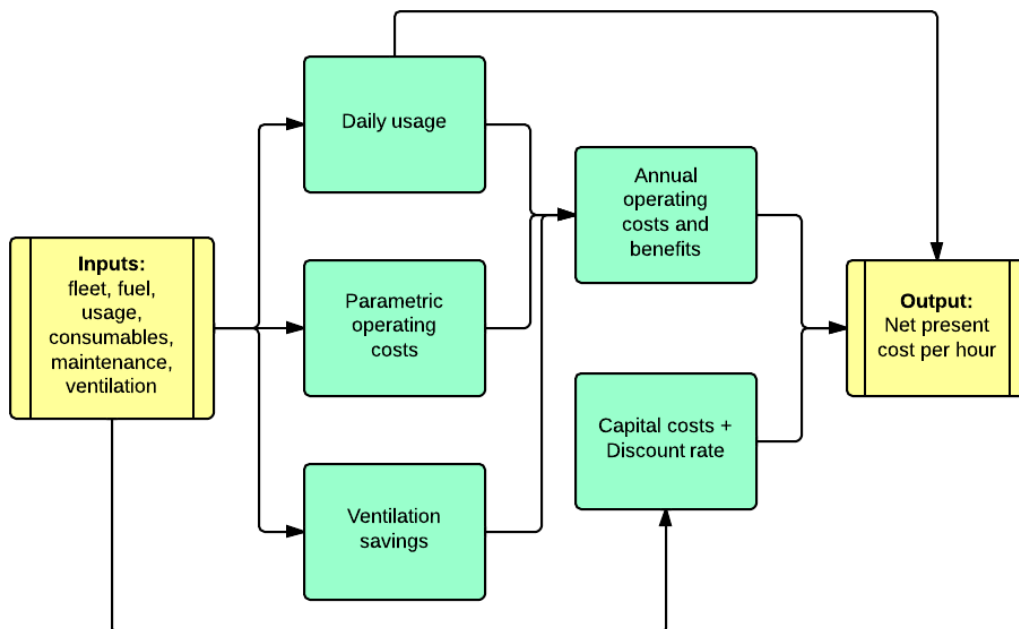 Daily usage
Inputs:
fleet, fuel,
usage,
consumables,
maintenance,
ventilation
Parametric
operating
costs
Ventilation
savings
Annual
operating
costs and
benefits
Capital costs +
Discount rate
Output:
Net present
cost per hour